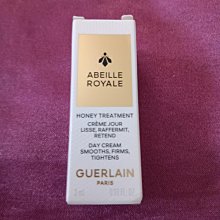 ABEILLE
ROYALE
HONEY TREATMENT
CRÈME JOUR
LISSE, RAFFERMIT,
RETEND
DAY CREAM
SMOOTHS, FIRMS,
TIGHTENS
GUERLAIN
PARIS